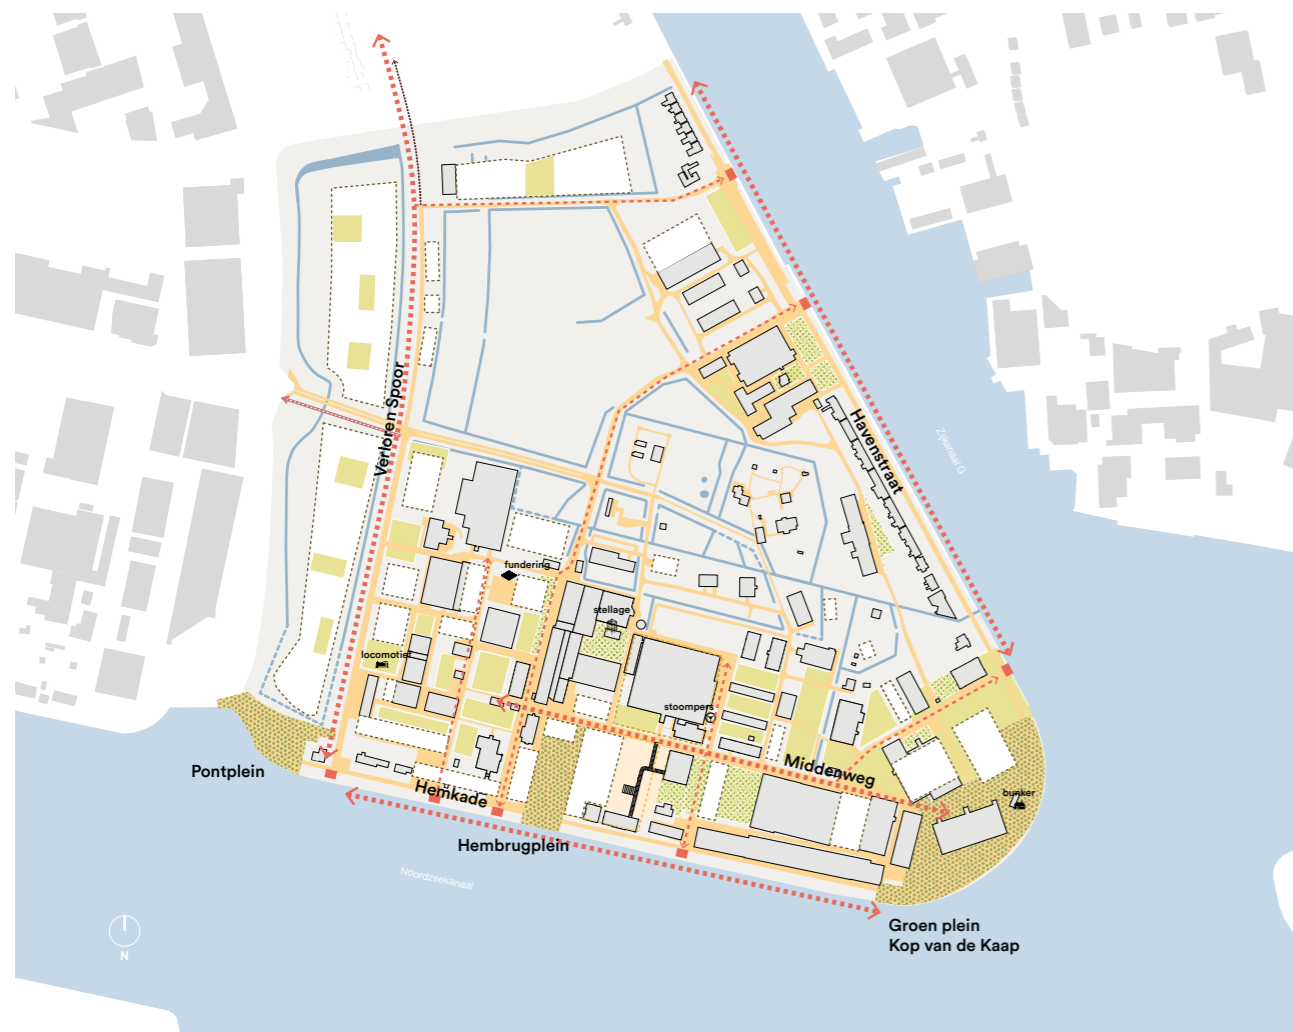 Verloren Spoor
Havenstraat
Zijkanaal G
fundering
stellage
locomotief
stoompers
Middenweg
Pontplein
Hemkade
bunker
Hembrugplein
Noordzeekanaal
Groen plein
Kop van de Kaap
N